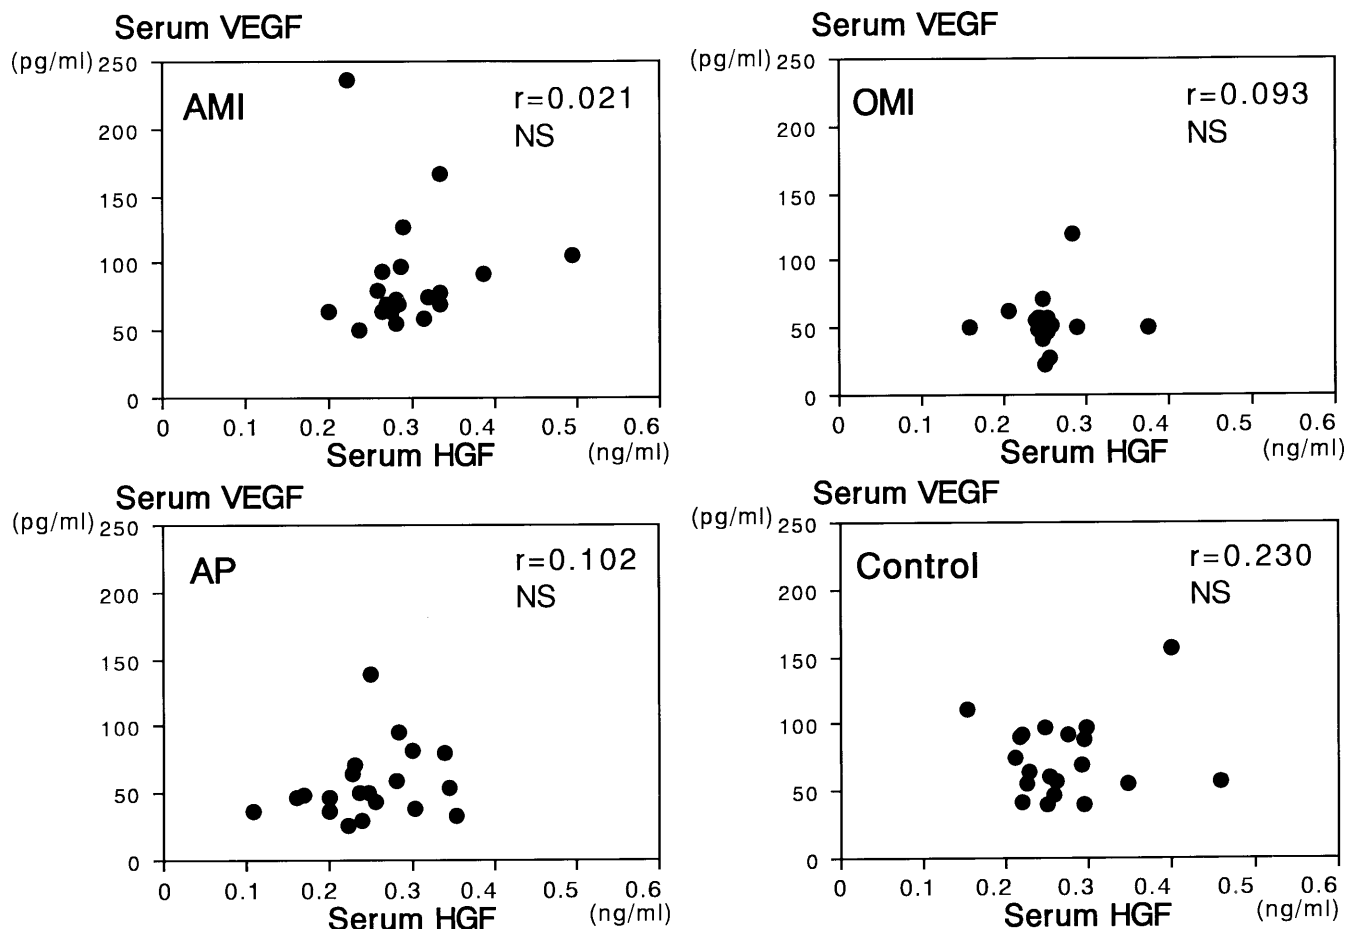 Serum VEGF
(pg/ml)
250
200
150
100
50
0
AMI
r=0.021
NS
0 0.1 0.2 0.3 0.4 0.5 0.6
Serum HGF
(ng/ml)
Serum VEGF
(pg/ml)
250
200
150
100
50
0
OMI
r=0.093
NS
0 0.1 0.2 0.3 0.4 0.5 0.6
Serum HGF
(ng/ml)
Serum VEGF
(pg/ml)
250
200
150
100
50
0
AP
r=0.102
NS
0 0.1 0.2 0.3 0.4 0.5 0.6
Serum HGF
(ng/ml)
Serum VEGF
(pg/ml)
250
200
150
100
50
0
Control
r=0.230
NS
0 0.1 0.2 0.3 0.4 0.5 0.6
Serum HGF
(ng/ml)